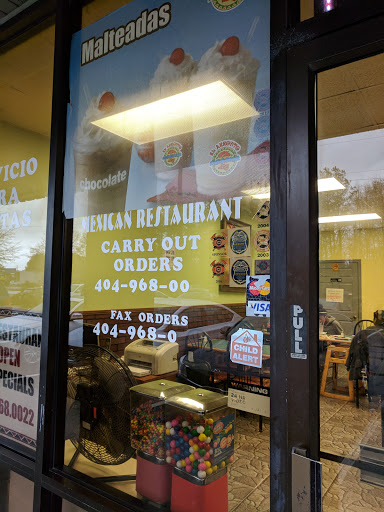 Malteadas
Chocolate
VICIO
RA
TAS
MEXICAN RESTAURANT
CARRY OUT
ORDERS
404-968-00
FAX ORDERS
404-968-0
VISA
CHILD
ALERT
WARNING
PULL
OPEN
SPECIALS
68.0022